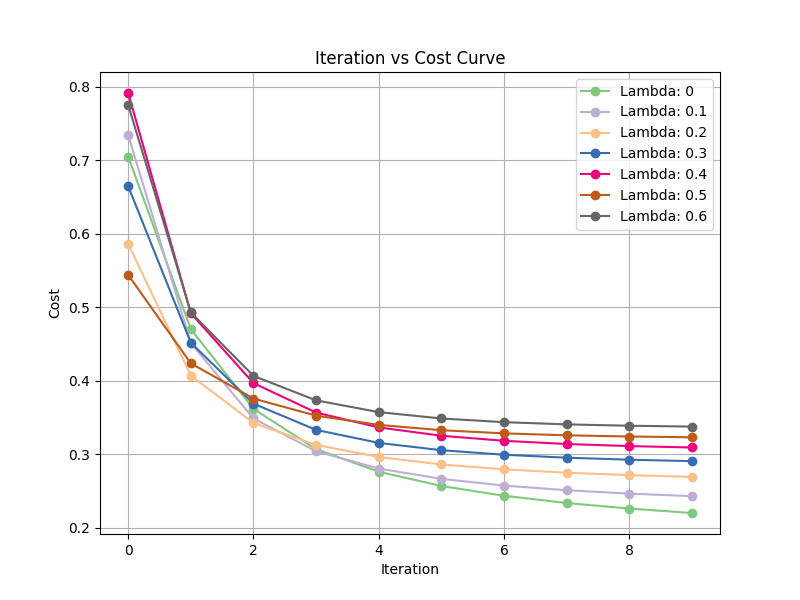 Iteration vs Cost Curve
Lambda: 0
Lambda: 0.1
Lambda: 0.2
Lambda: 0.3
Lambda: 0.4
Lambda: 0.5
Lambda: 0.6
0.8
0.7
0.6
0.5
0.4
0.3
0.2
Cost
0 2 4 6 8
Iteration